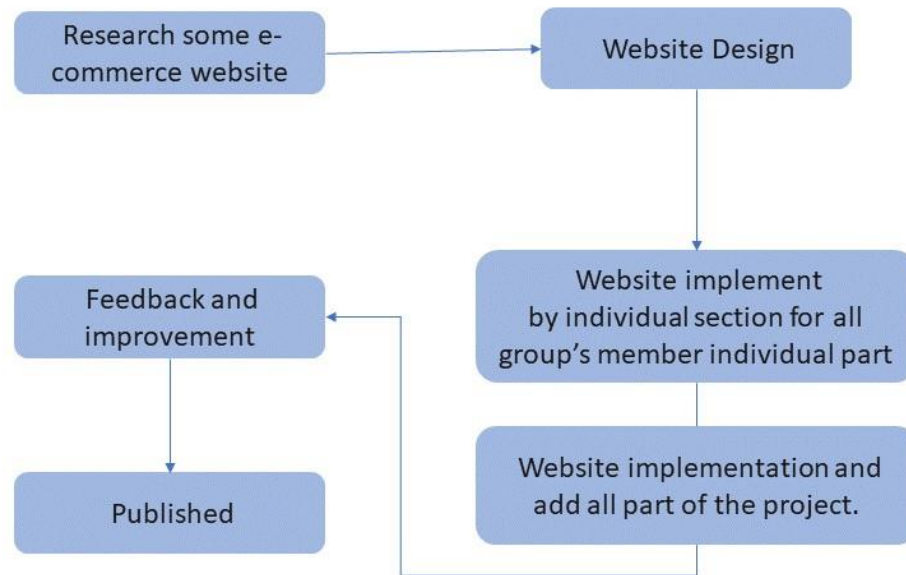 Research some e-
commerce website
Website Design
Website implement
by individual section for all
group’s member individual part
Website implementation and
add all part of the project.
Feedback and
improvement
Published